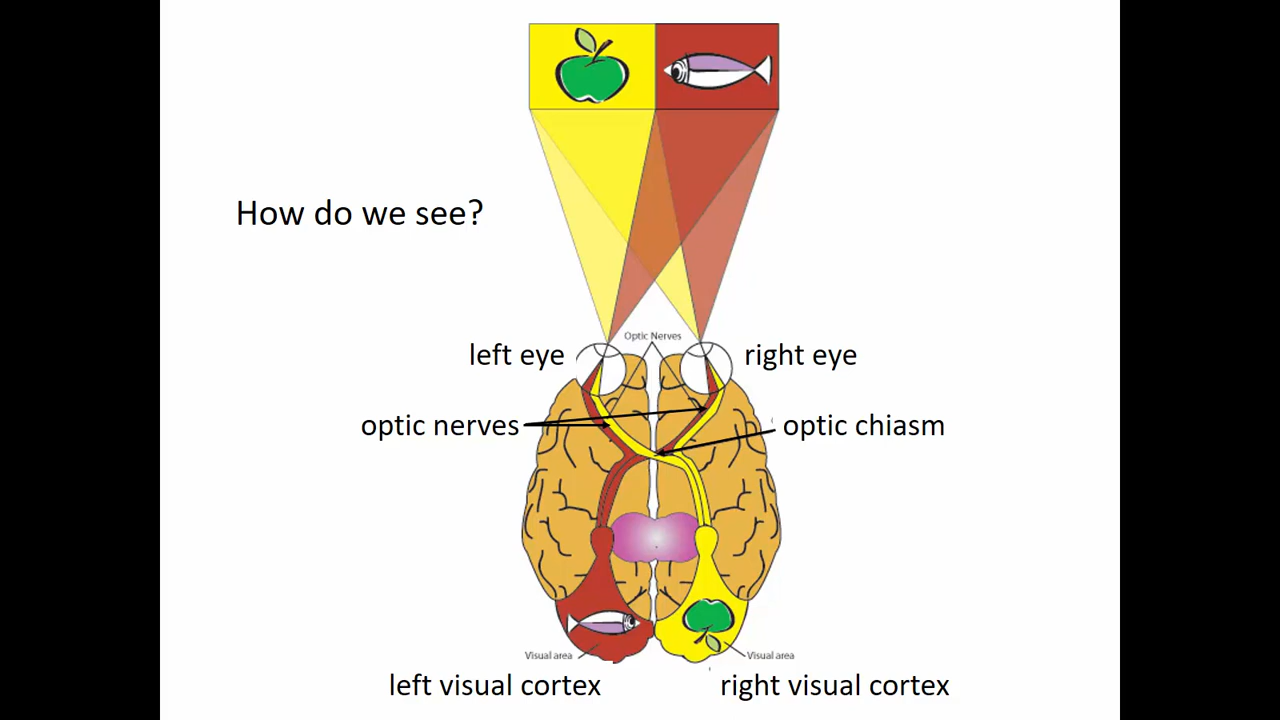 How do we see?
Optic Nerves
left eye
right eye
optic nerves
optic chiasm
Visual area
Visual area
left visual cortex
right visual cortex